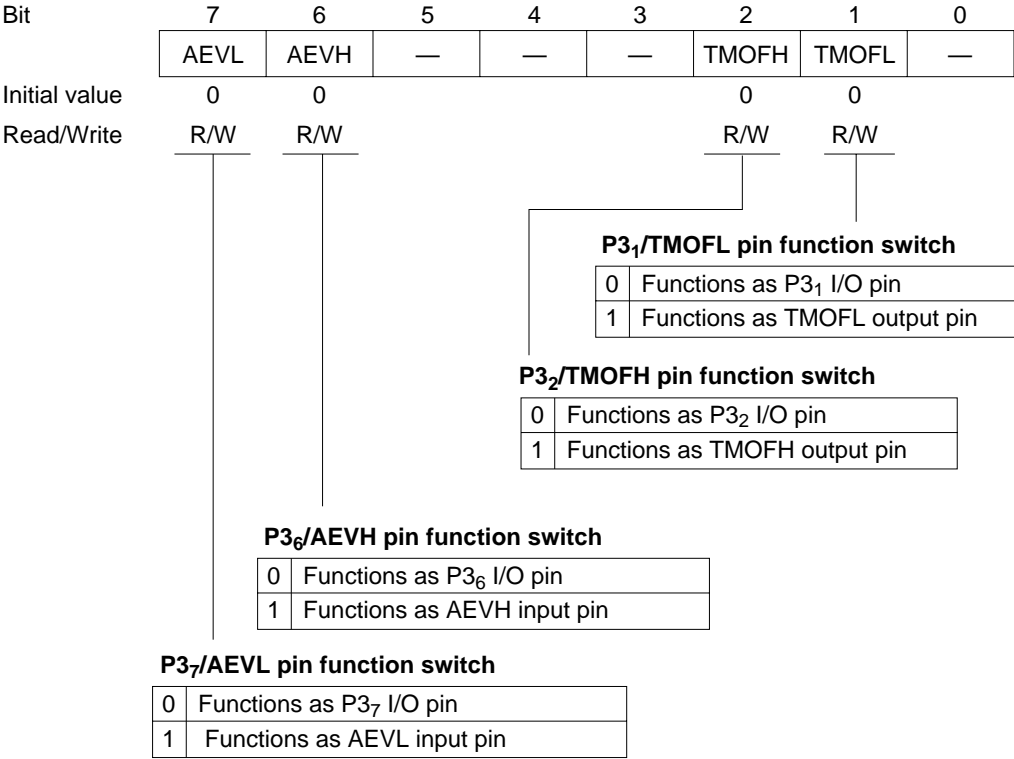 Bit 7 6 5 4 3 2 1 0
AEVL AEVH — — — TMOFH TMOFL —
Initial value 0 0 0 0
Read/Write R/W R/W R/W R/W
P3₁/TMOFL pin function switch
0 Functions as P3₁ I/O pin
1 Functions as TMOFL output pin
P3₂/TMOFH pin function switch
0 Functions as P3₂ I/O pin
1 Functions as TMOFH output pin
P3₆/AEVH pin function switch
0 Functions as P3₆ I/O pin
1 Functions as AEVH input pin
P3₇/AEVL pin function switch
0 Functions as P3₇ I/O pin
1 Functions as AEVL input pin